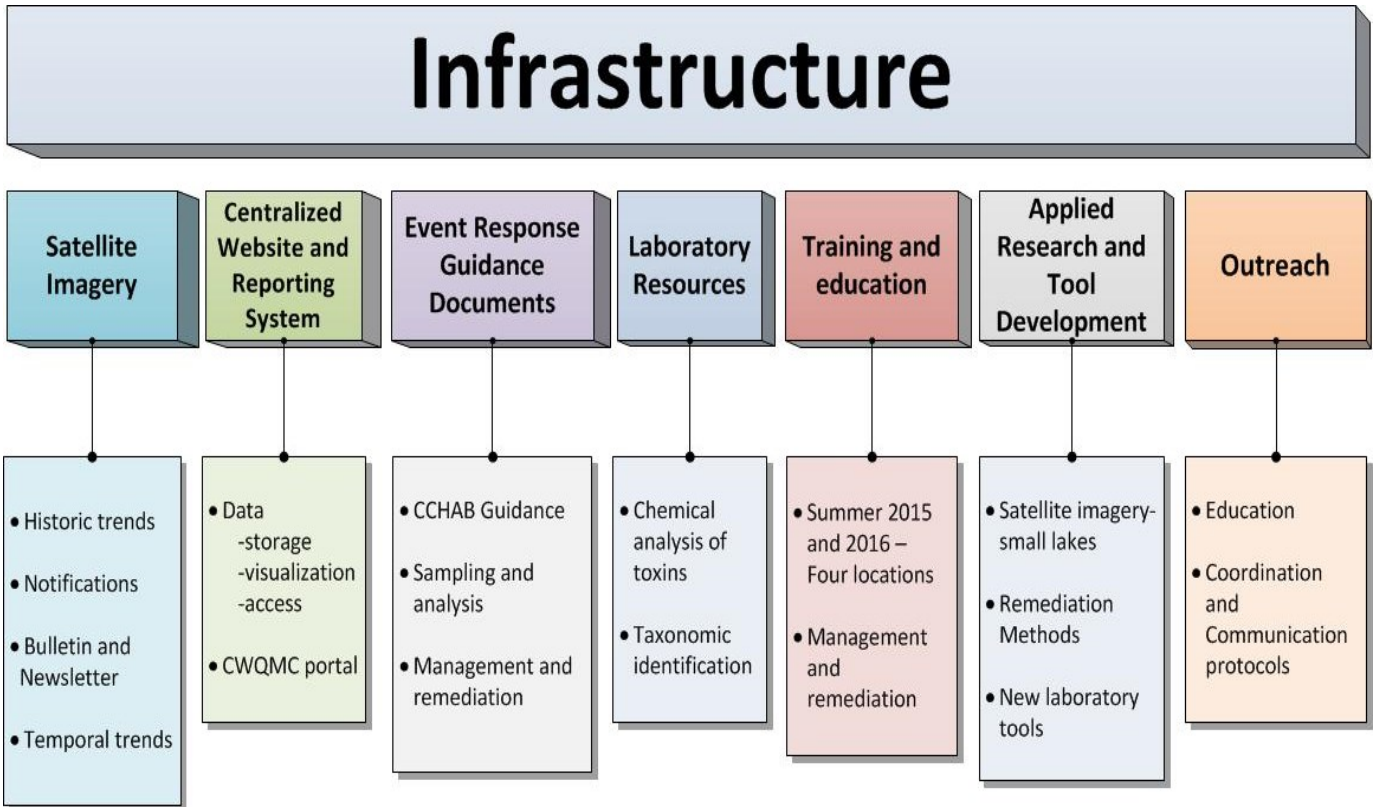 Infrastructure
Satellite
Imagery
Centralized
Website and
Reporting
System
Event Response
Guidance
Documents
Laboratory
Resources
Training and
education
Applied
Research and
Tool
Development
Outreach
• Historic trends
• Notifications
• Bulletin and
Newsletter
• Temporal trends
• Data
-storage
-visualization
-access
• CWQMC portal
• CCHAB Guidance
• Sampling and
analysis
• Management and
remediation
• Chemical
analysis of
toxins
• Taxonomic
identification
• Summer 2015
and 2016 –
Four locations
• Management
and
remediation
• Satellite imagery-
small lakes
• Remediation
Methods
• New laboratory
tools
• Education
• Coordination
and
Communication
protocols